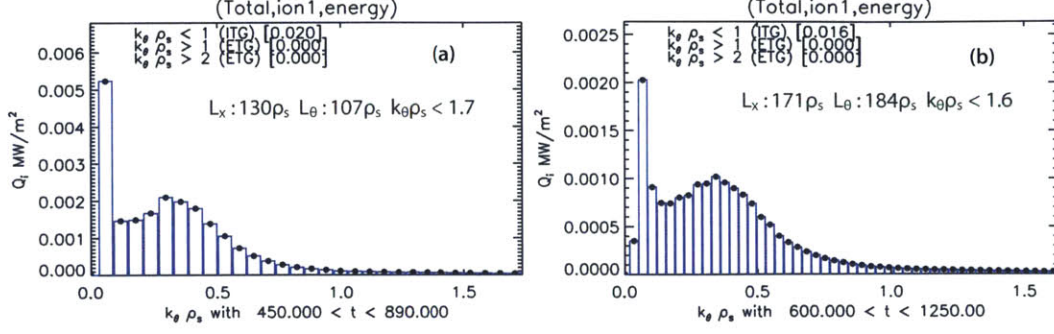 (Total,ion1,energy)
k_θ ρ_s < 1 (ITG) [0.020]
k_θ ρ_s > 1 (ETG) [0.000]
k_θ ρ_s > 2 (ETG) [0.000]
(a)
L_x : 130ρ_s L_θ : 107ρ_s k_θρ_s < 1.7
Q_i MW/m²
0.006
0.005
0.004
0.003
0.002
0.001
0.000
0.0 0.5 1.0 1.5
k_θ ρ_s with 450.000 < t < 890.000
(Total,ion1,energy)
k_θ ρ_s < 1 (ITG) [0.016]
k_θ ρ_s > 1 (ETG) [0.000]
k_θ ρ_s > 2 (ETG) [0.000]
(b)
L_x : 171ρ_s L_θ : 184ρ_s k_θρ_s < 1.6
Q_i MW/m²
0.0025
0.0020
0.0015
0.0010
0.0005
0.0000
0.0 0.5 1.0 1.5
k_θ ρ_s with 600.000 < t < 1250.00